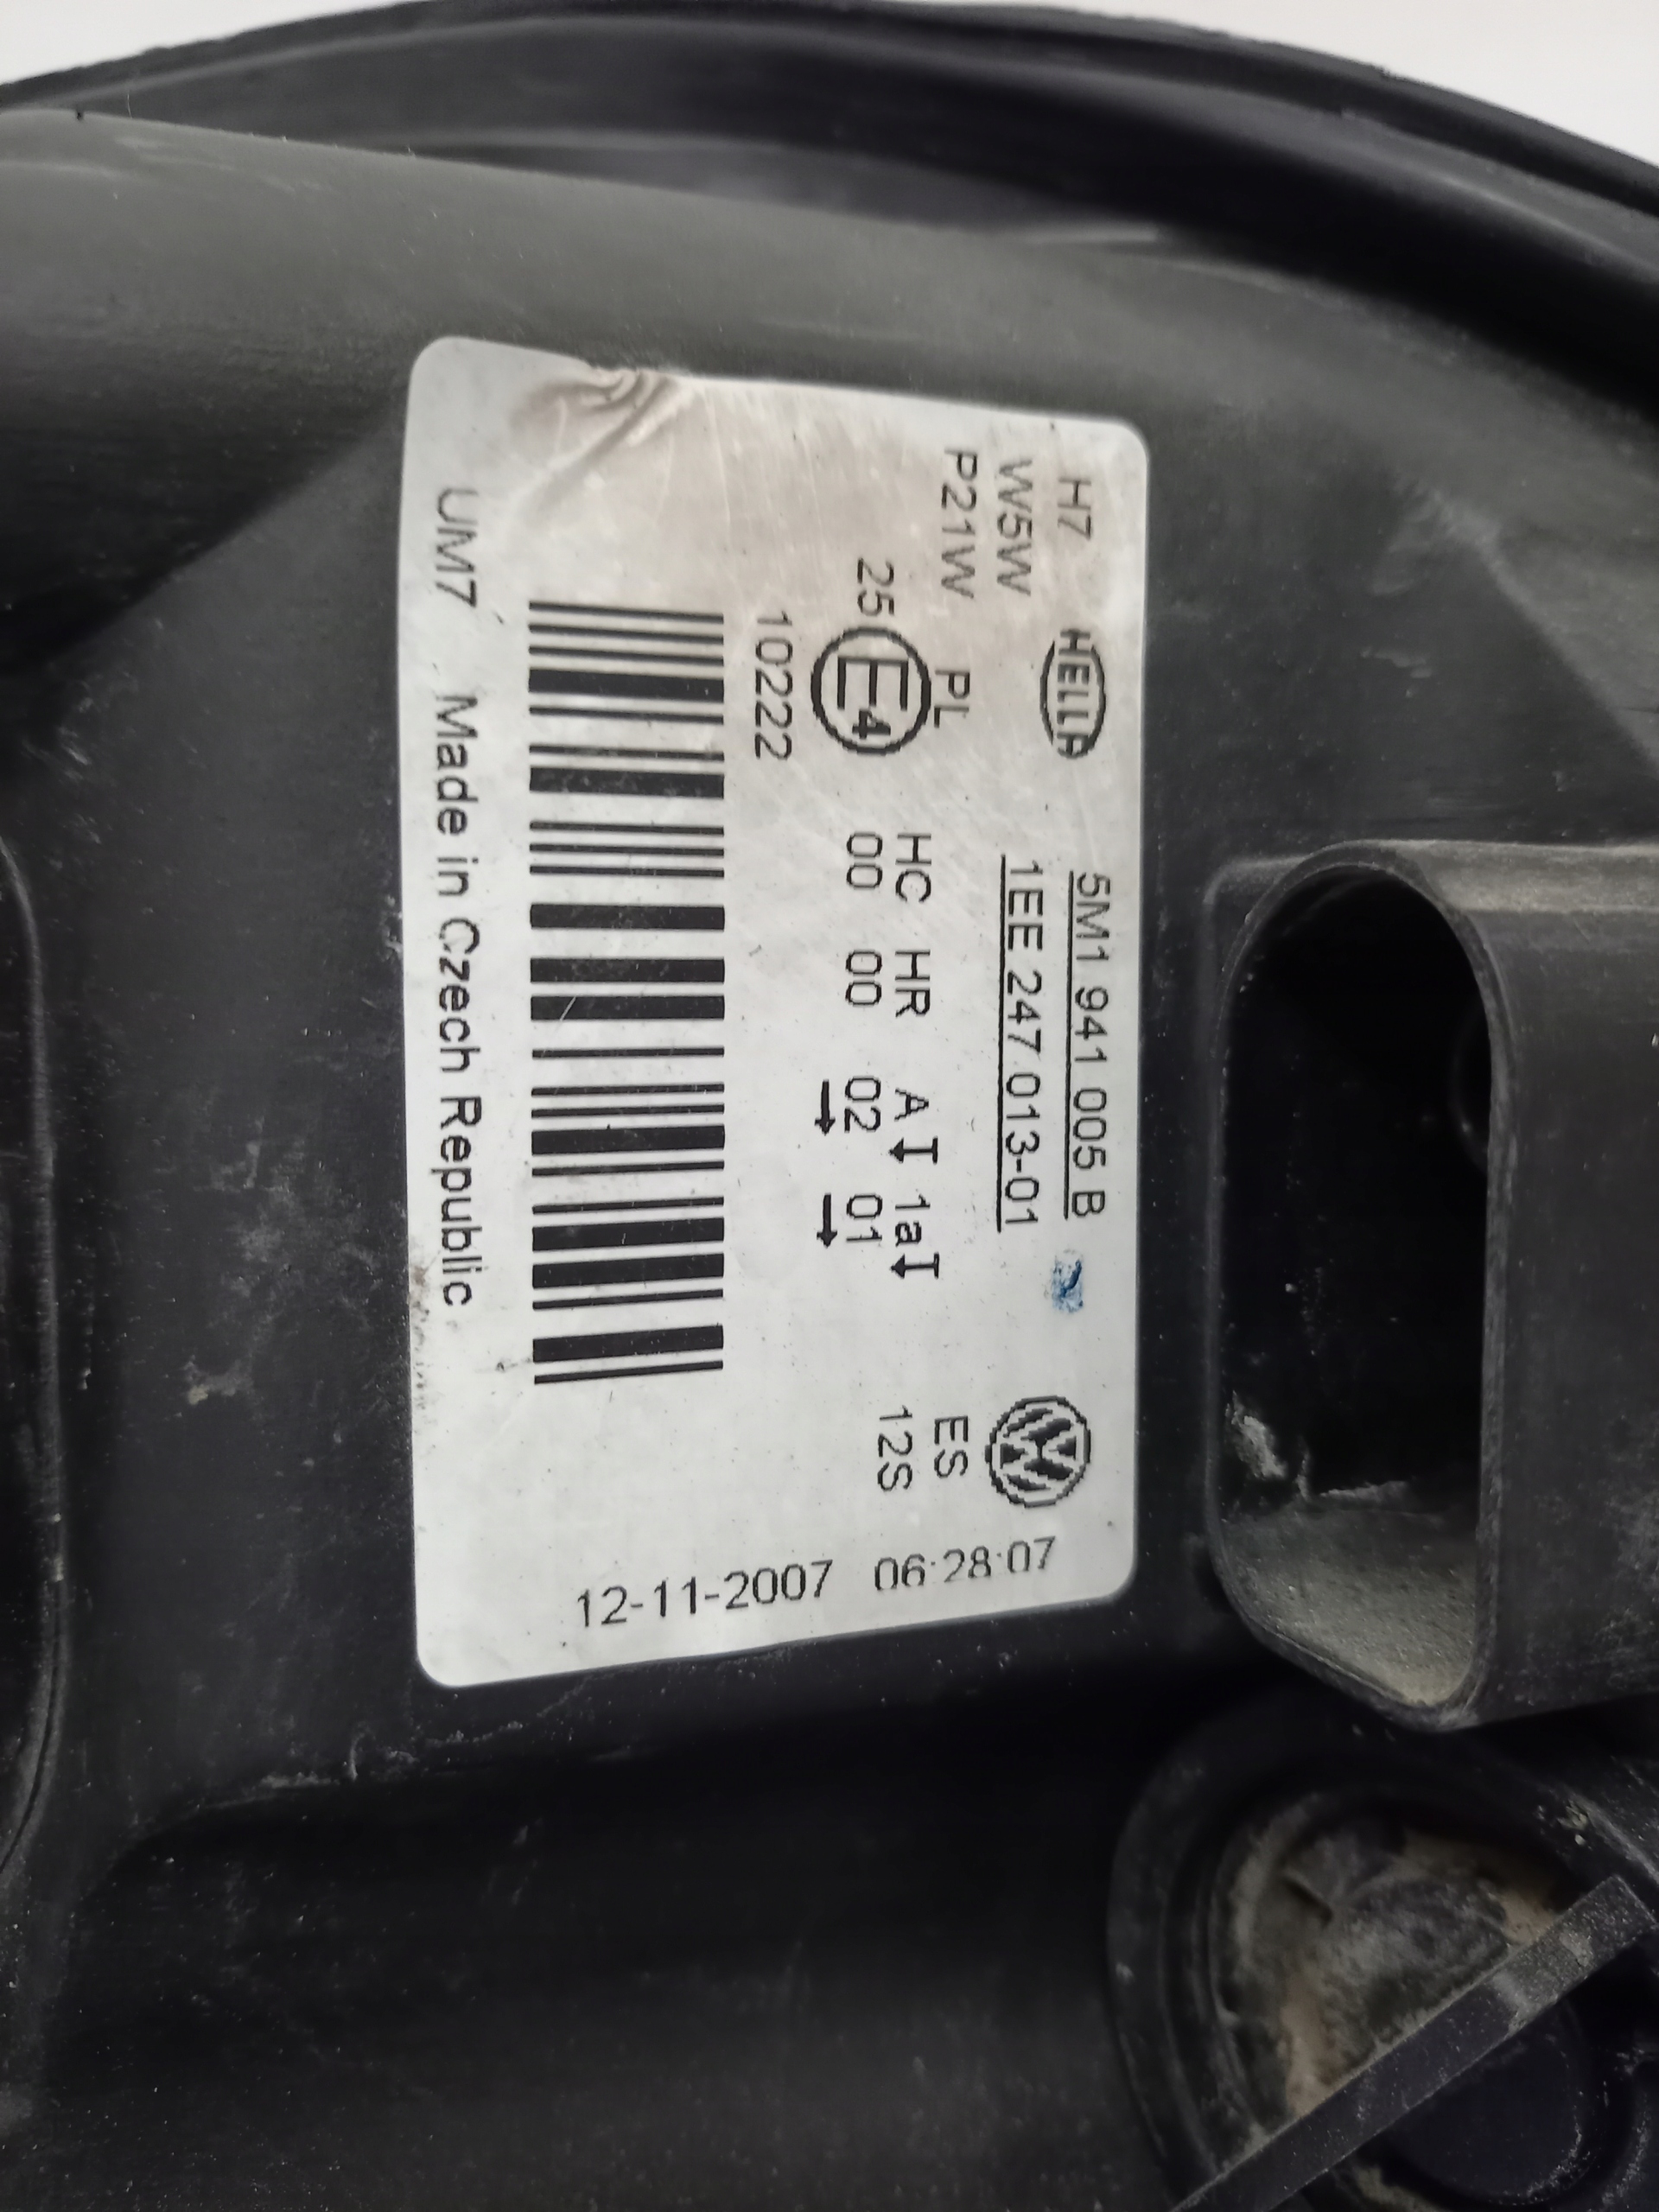 H7
W5W
P21W
HELLA
5M1 941 005 B
1EE 247 013-01
PL
25 E4
HC HR A 1a
00 00 02 01
10222
ES
12S
UM7 Made in Czech Republic
12-11-2007 06:28:07